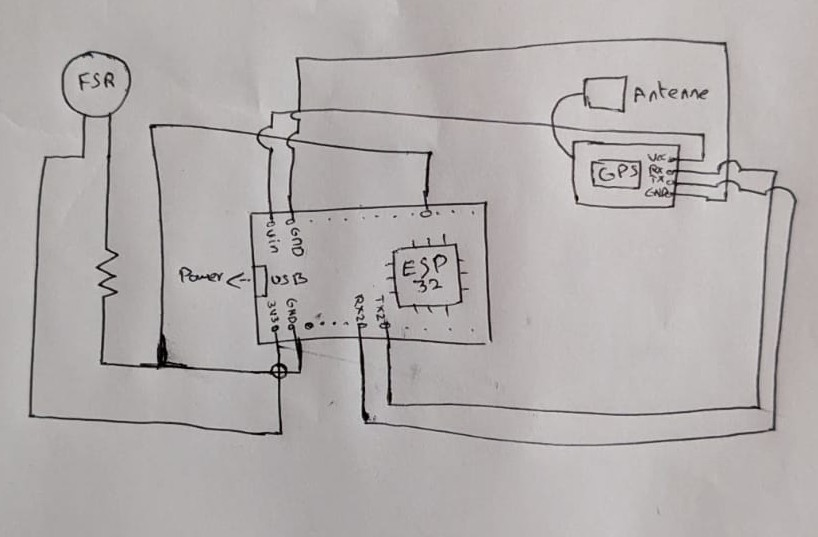 FSR
Antenne
GPS
Vcc
RX
TX
GND
Vin
GND
Power
USB
ESP
32
3V3
GND
RX2
TX2